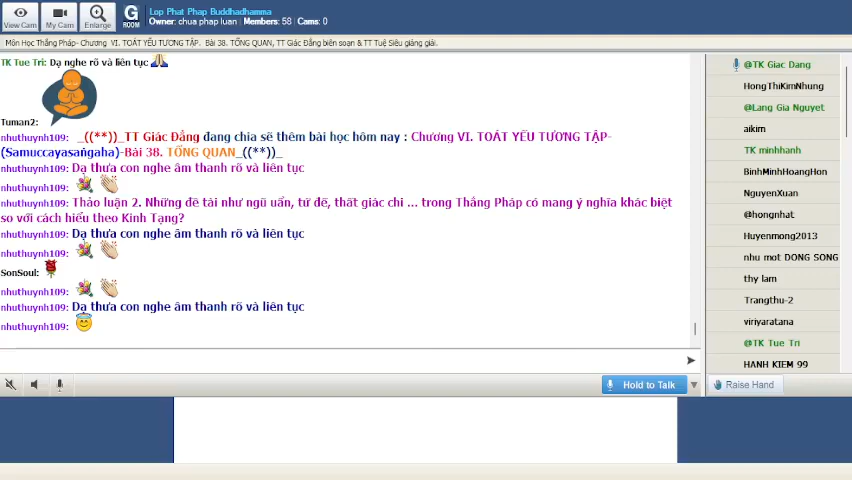 Lop Phat Phap Buddhadhamma
Owner: chua phap luan | Members: 58 | Cams: 0
View Cam
My Cam
Enlarge
G
ROOM
Môn Học Thắng Pháp- Chương VI. TOÁT YẾU TƯƠNG TẬP. Bài 38. TỔNG QUAN, TT Giác Đẳng biên soạn & TT Tuệ Siêu giảng giải.
TK Tue Tri: Dạ nghe rõ và liên tục
Tuman2:
nhuthuynh109: _((**))_TT Giác Đẳng đang chia sẽ thêm bài học hôm nay : Chương VI. TOÁT YẾU TƯƠNG TẬP-
(Samuccayasaṅgaha)-Bài 38. TỔNG QUAN_((**))_
nhuthuynh109: Dạ thưa con nghe âm thanh rõ và liên tục
nhuthuynh109:
nhuthuynh109: Thảo luận 2. Những đề tài như ngũ uẩn, tứ đế, thất giác chi ... trong Thắng Pháp có mang ý nghĩa khác biệt
so với cách hiểu theo Kinh Tạng?
nhuthuynh109: Dạ thưa con nghe âm thanh rõ và liên tục
nhuthuynh109:
SonSoul:
nhuthuynh109:
nhuthuynh109: Dạ thưa con nghe âm thanh rõ và liên tục
nhuthuynh109:
Hold to Talk
@TK Giac Dang
HongThiKimNhung
@Lang Gia Nguyet
aikim
TK minhhanh
BinhMinhHoangHon
NguyenXuan
@hongnhat
Huyenmong2013
nhu mot DONG SONG
thy lam
Trangthu-2
viriyaratana
@TK Tue Tri
HANH KIEM 99
Raise Hand